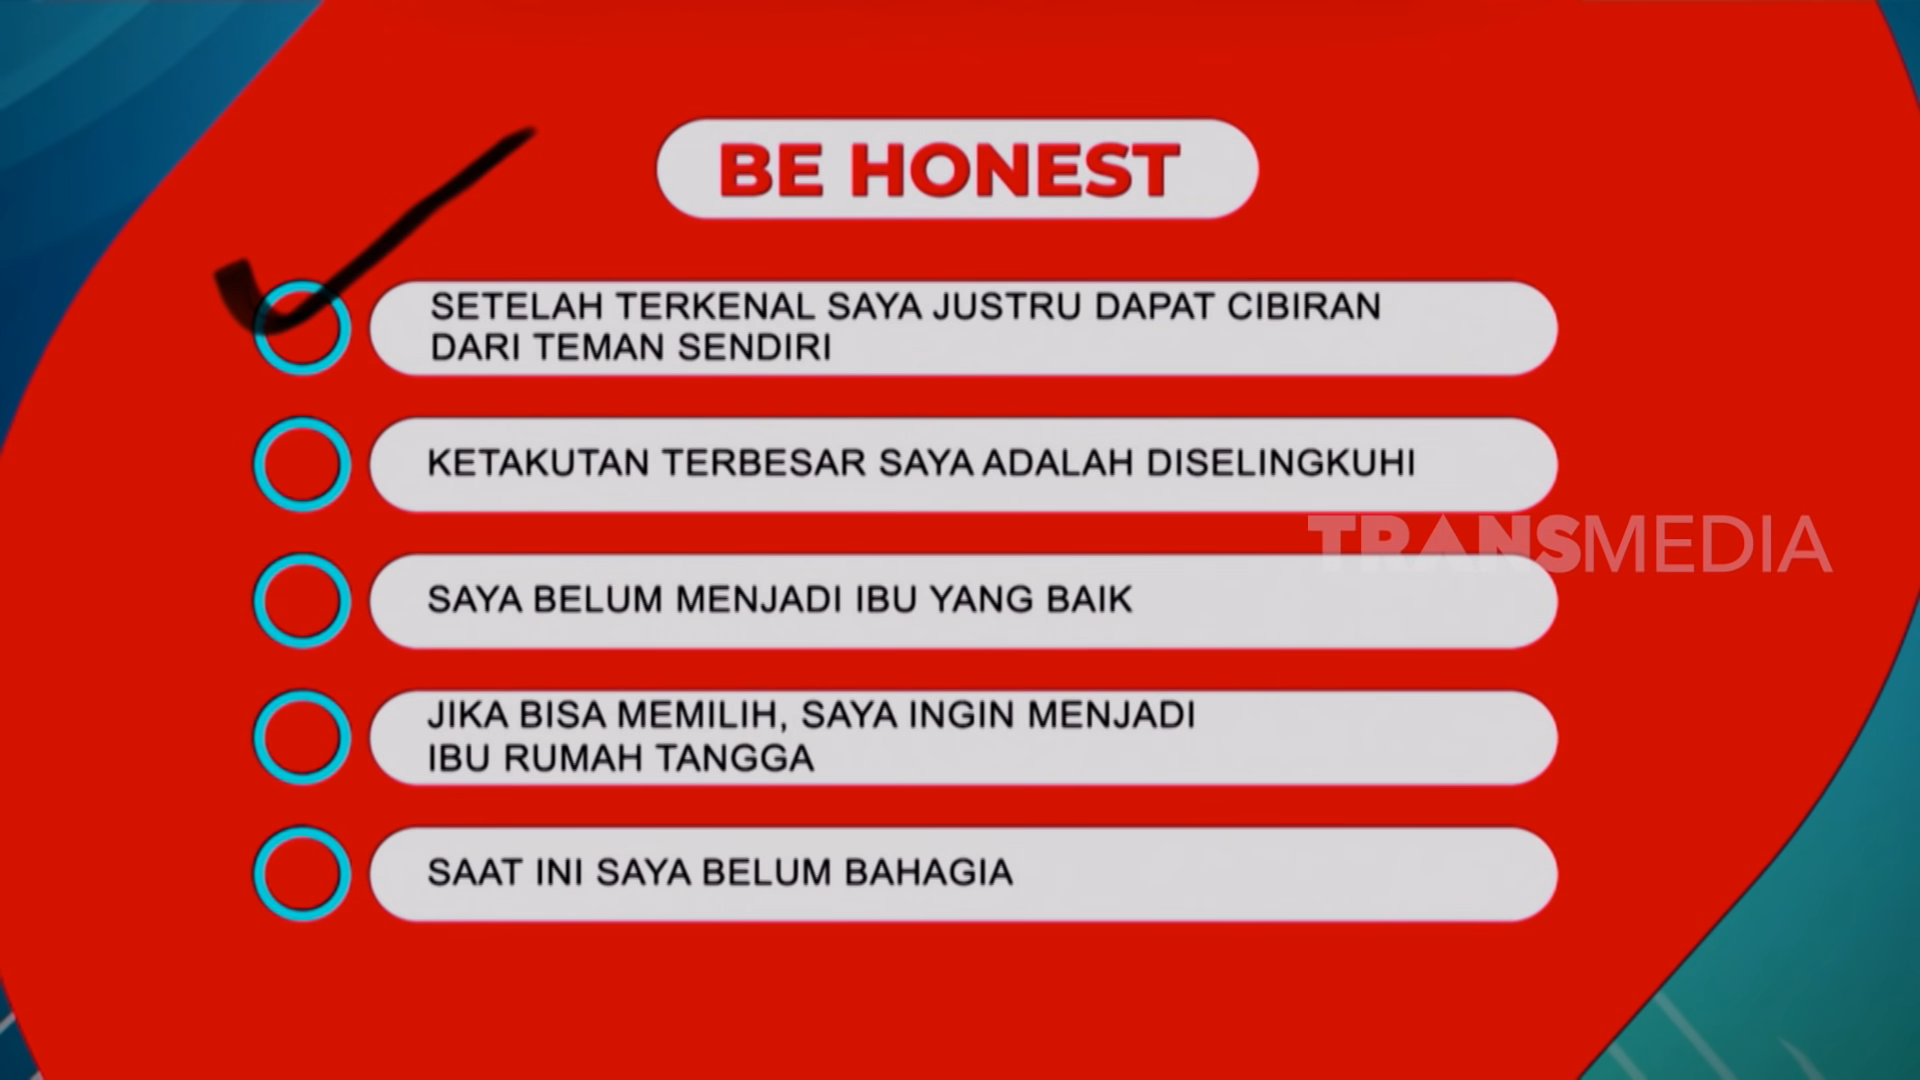 BE HONEST
SETELAH TERKENAL SAYA JUSTRU DAPAT CIBIRAN
DARI TEMAN SENDIRI
KETAKUTAN TERBESAR SAYA ADALAH DISELINGKUHI
TRANSMEDIA
SAYA BELUM MENJADI IBU YANG BAIK
JIKA BISA MEMILIH, SAYA INGIN MENJADI
IBU RUMAH TANGGA
SAAT INI SAYA BELUM BAHAGIA